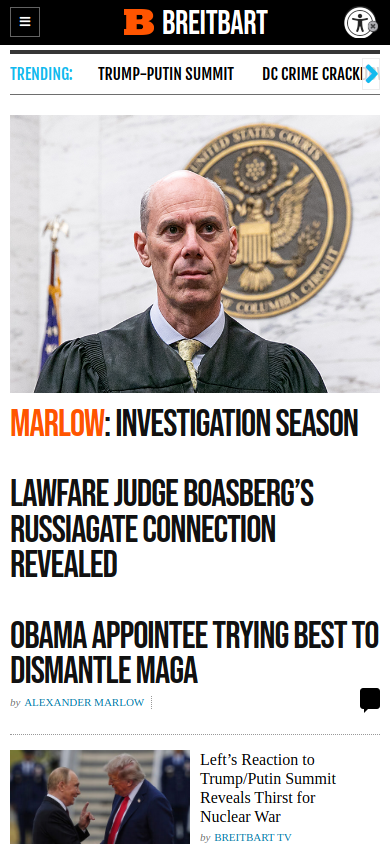 B BREITBART
TRENDING: TRUMP-PUTIN SUMMIT DC CRIME
UNITED STATES COURTS
COLUMBIA CIRCUIT
MARLOW: INVESTIGATION SEASON
LAWFARE JUDGE BOASBERG'S
RUSSIAGATE CONNECTION
REVEALED
OBAMA APPOINTEE TRYING BEST TO
DISMANTLE MAGA
by ALEXANDER MARLOW
Left's Reaction to
Trump/Putin Summit
Reveals Thirst for
Nuclear War
by BREITBART TV